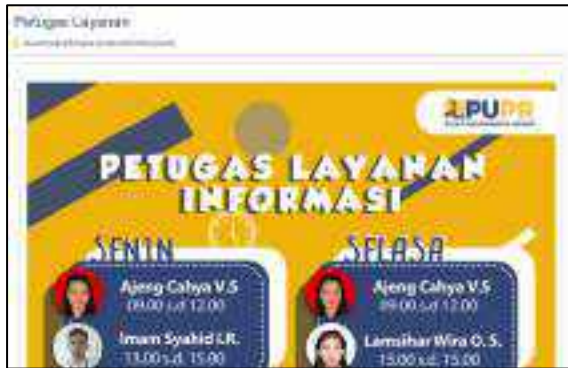 Petugas Layanan
PUPR
PETUGAS LAYANAN
INFORMASI
SENIN
SELASA
Ajeng Cahya V.S
09.00 s.d 12.00
Ajeng Cahya V.S
09.00 s.d 12.00
Imam Syahid I.R.
13.00 s.d. 15.00
Lamsihar Wira O. S.
13.00 s.d. 15.00